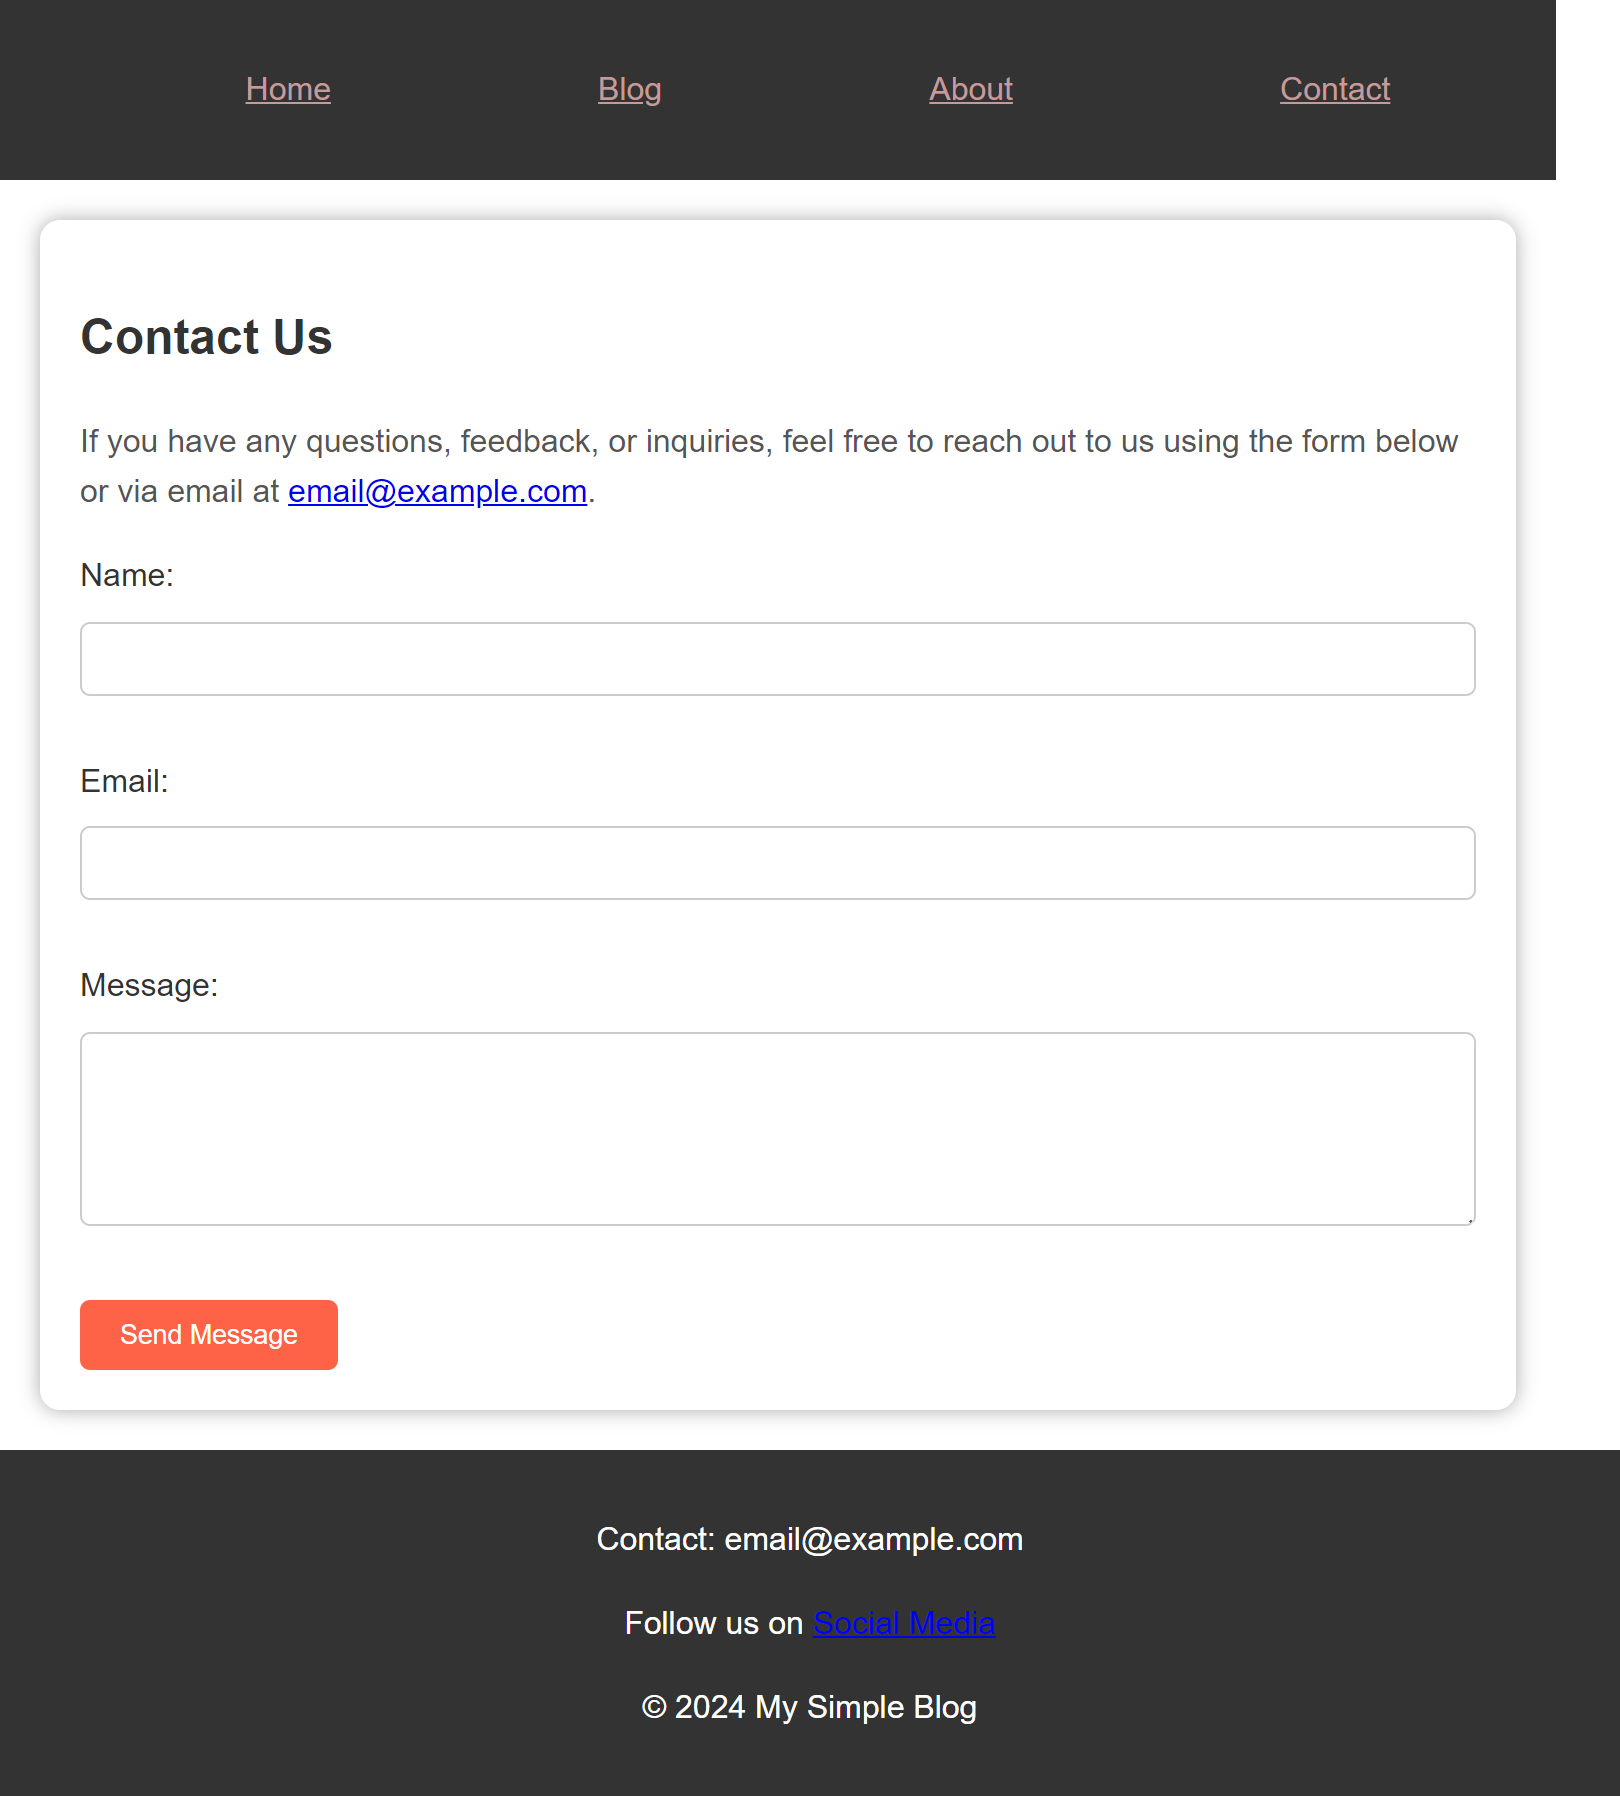 Home Blog About Contact
Contact Us
If you have any questions, feedback, or inquiries, feel free to reach out to us using the form below
or via email at email@example.com.
Name:
Email:
Message:
Send Message
Contact: email@example.com
Follow us on Social Media
© 2024 My Simple Blog